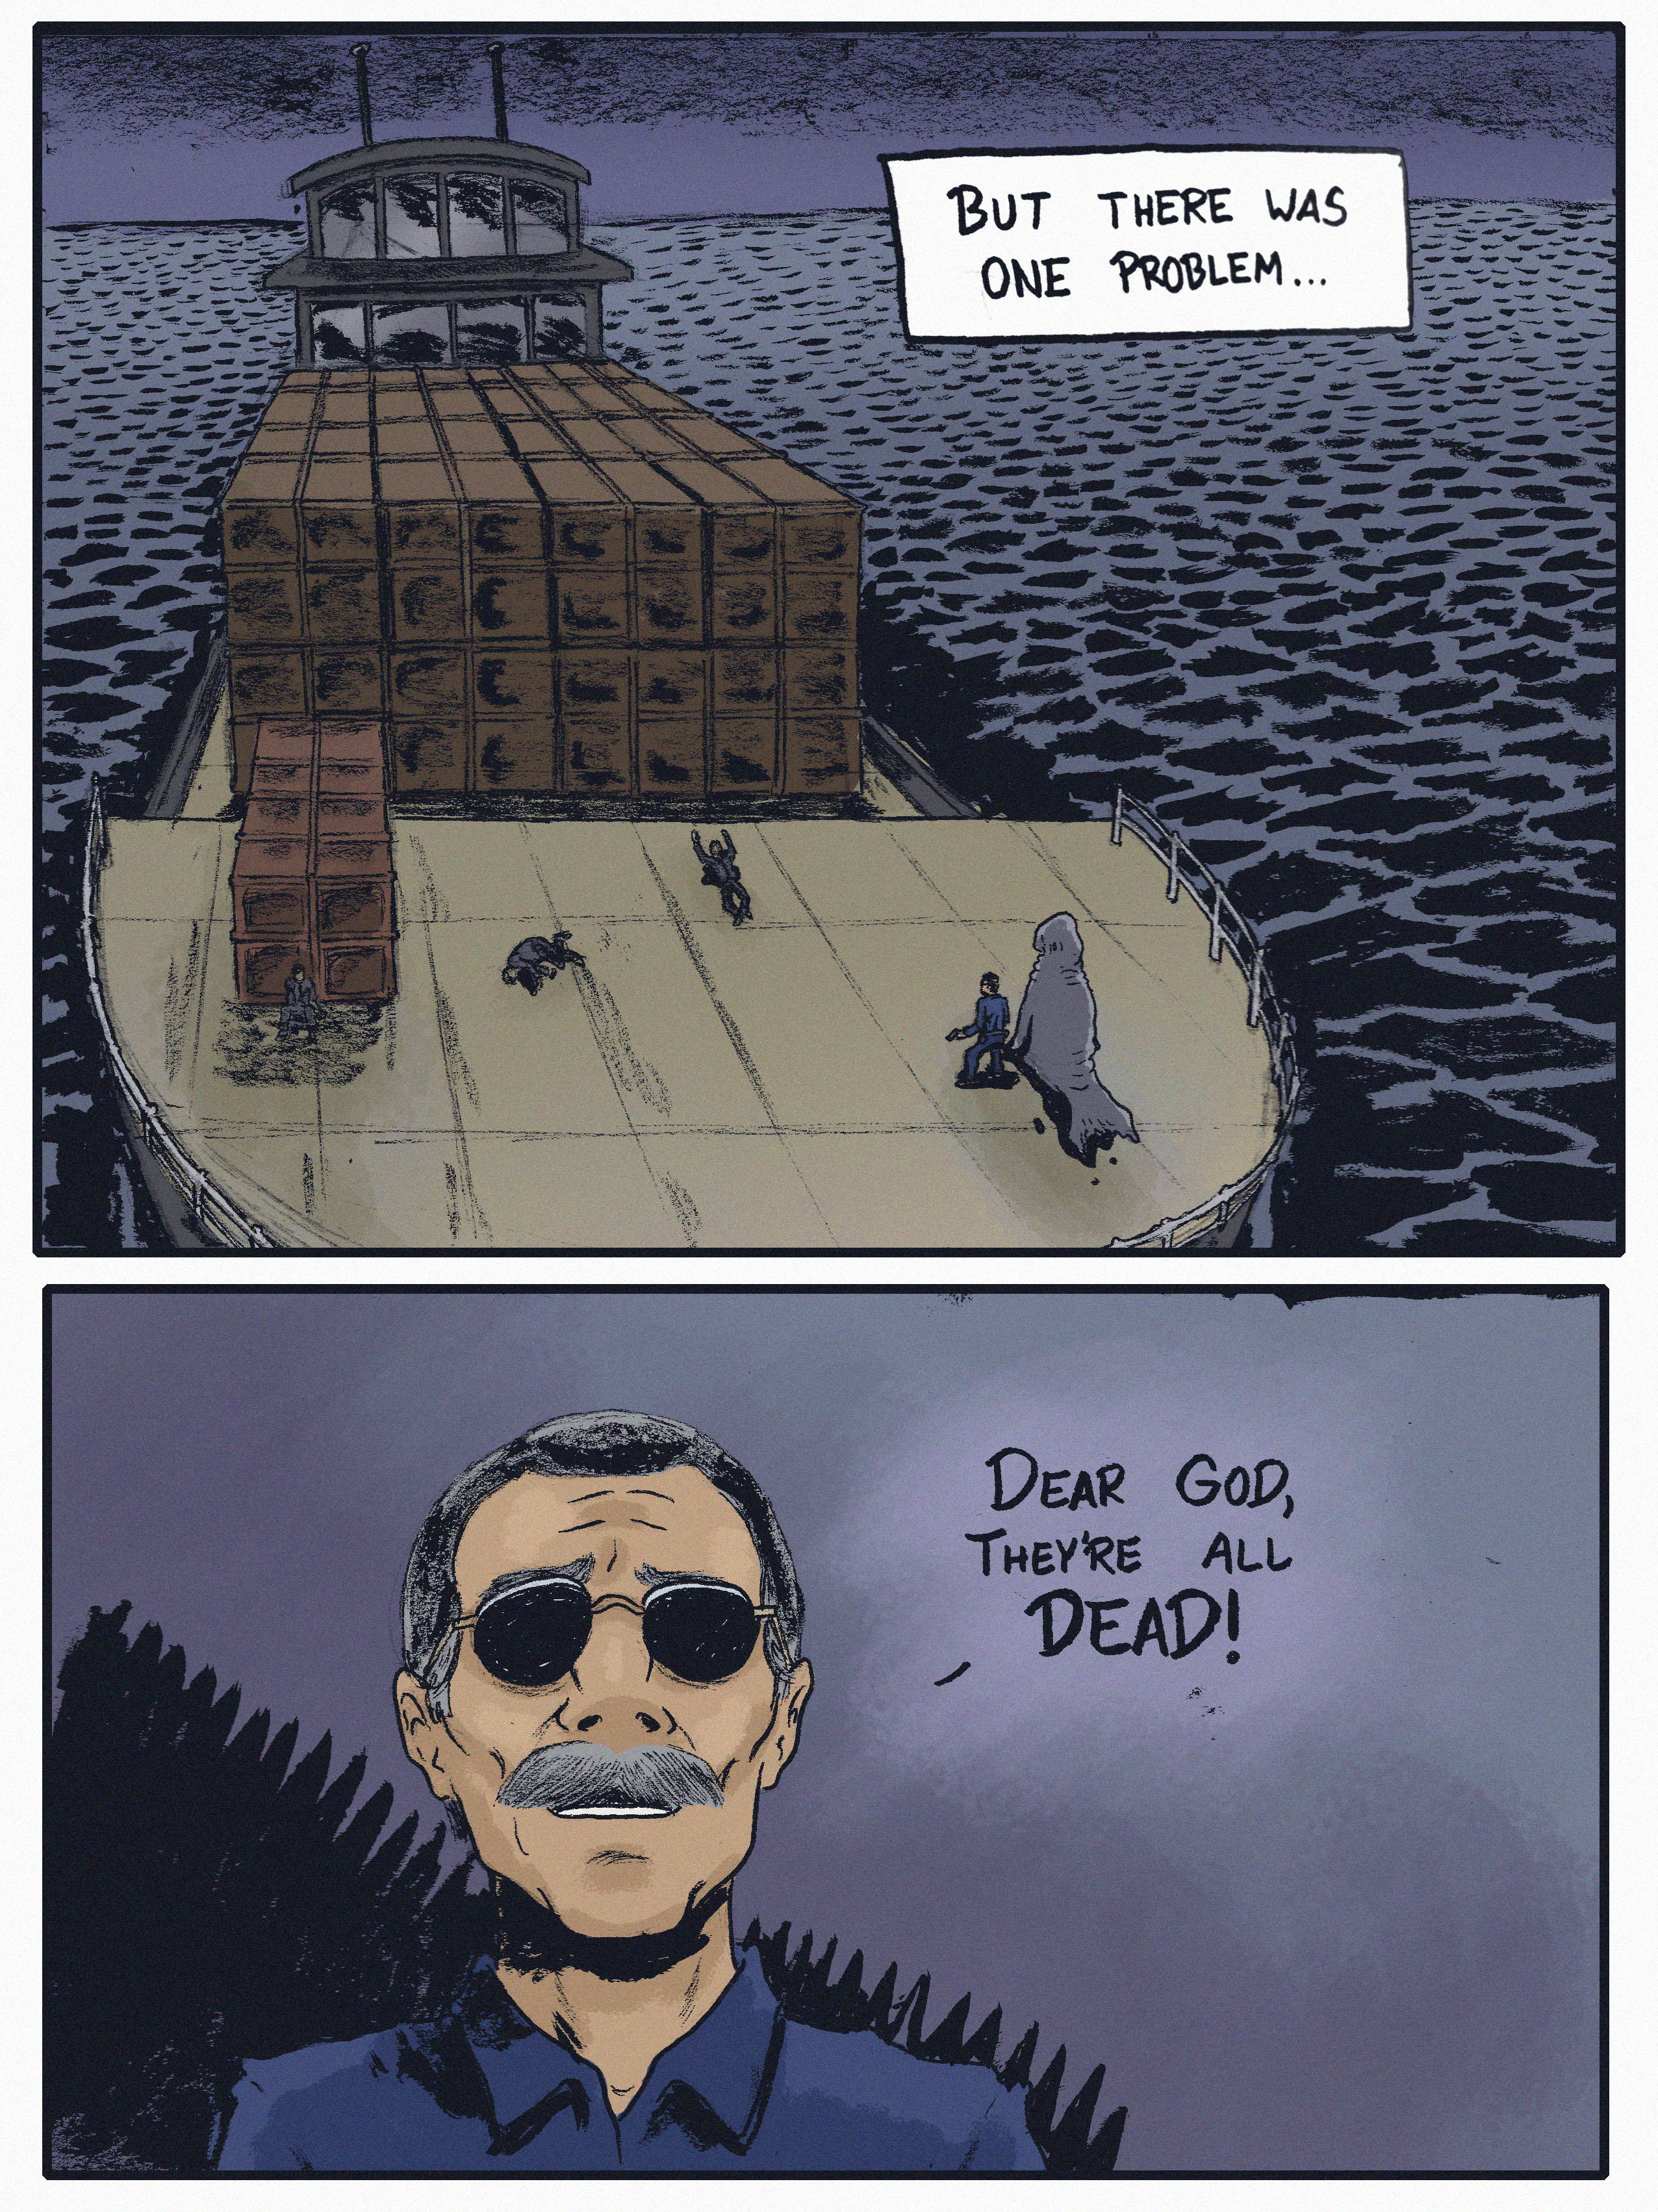 BUT THERE WAS
ONE PROBLEM...
DEAR GOD,
THEY'RE ALL
DEAD!